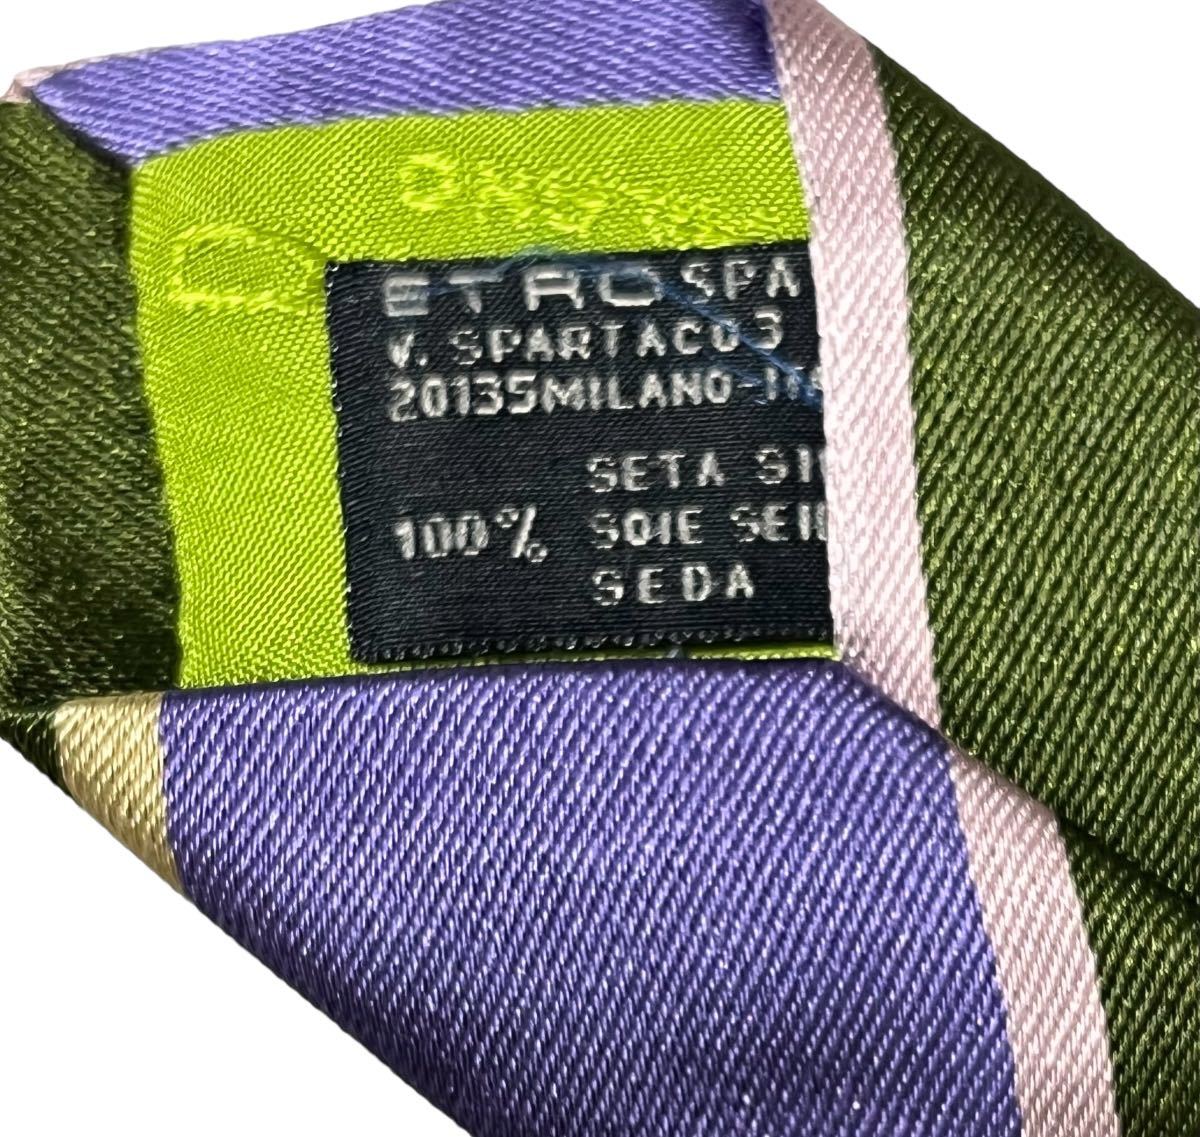 ETRO SPA
V. SPARTACO 3
20135 MILANO-
SETA
100% SOIE
SEDA